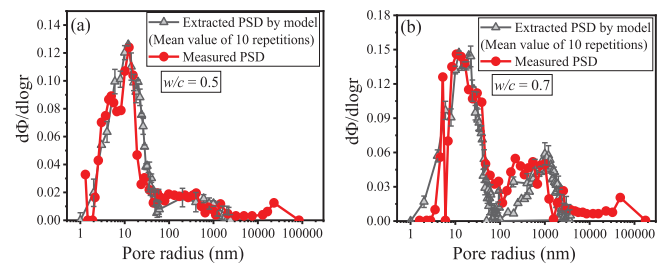 (a)
Extracted PSD by model
(Mean value of 10 repetitions)
Measured PSD
w/c = 0.5
dΦ/dlogr
0.14
0.12
0.10
0.08
0.06
0.04
0.02
0.00
1 10 100 1000 10000 100000
Pore radius (nm)
(b)
Extracted PSD by model
(Mean value of 10 repetitions)
Measured PSD
w/c = 0.7
dΦ/dlogr
0.18
0.15
0.12
0.09
0.06
0.03
0.00
1 10 100 1000 10000 100000
Pore radius (nm)